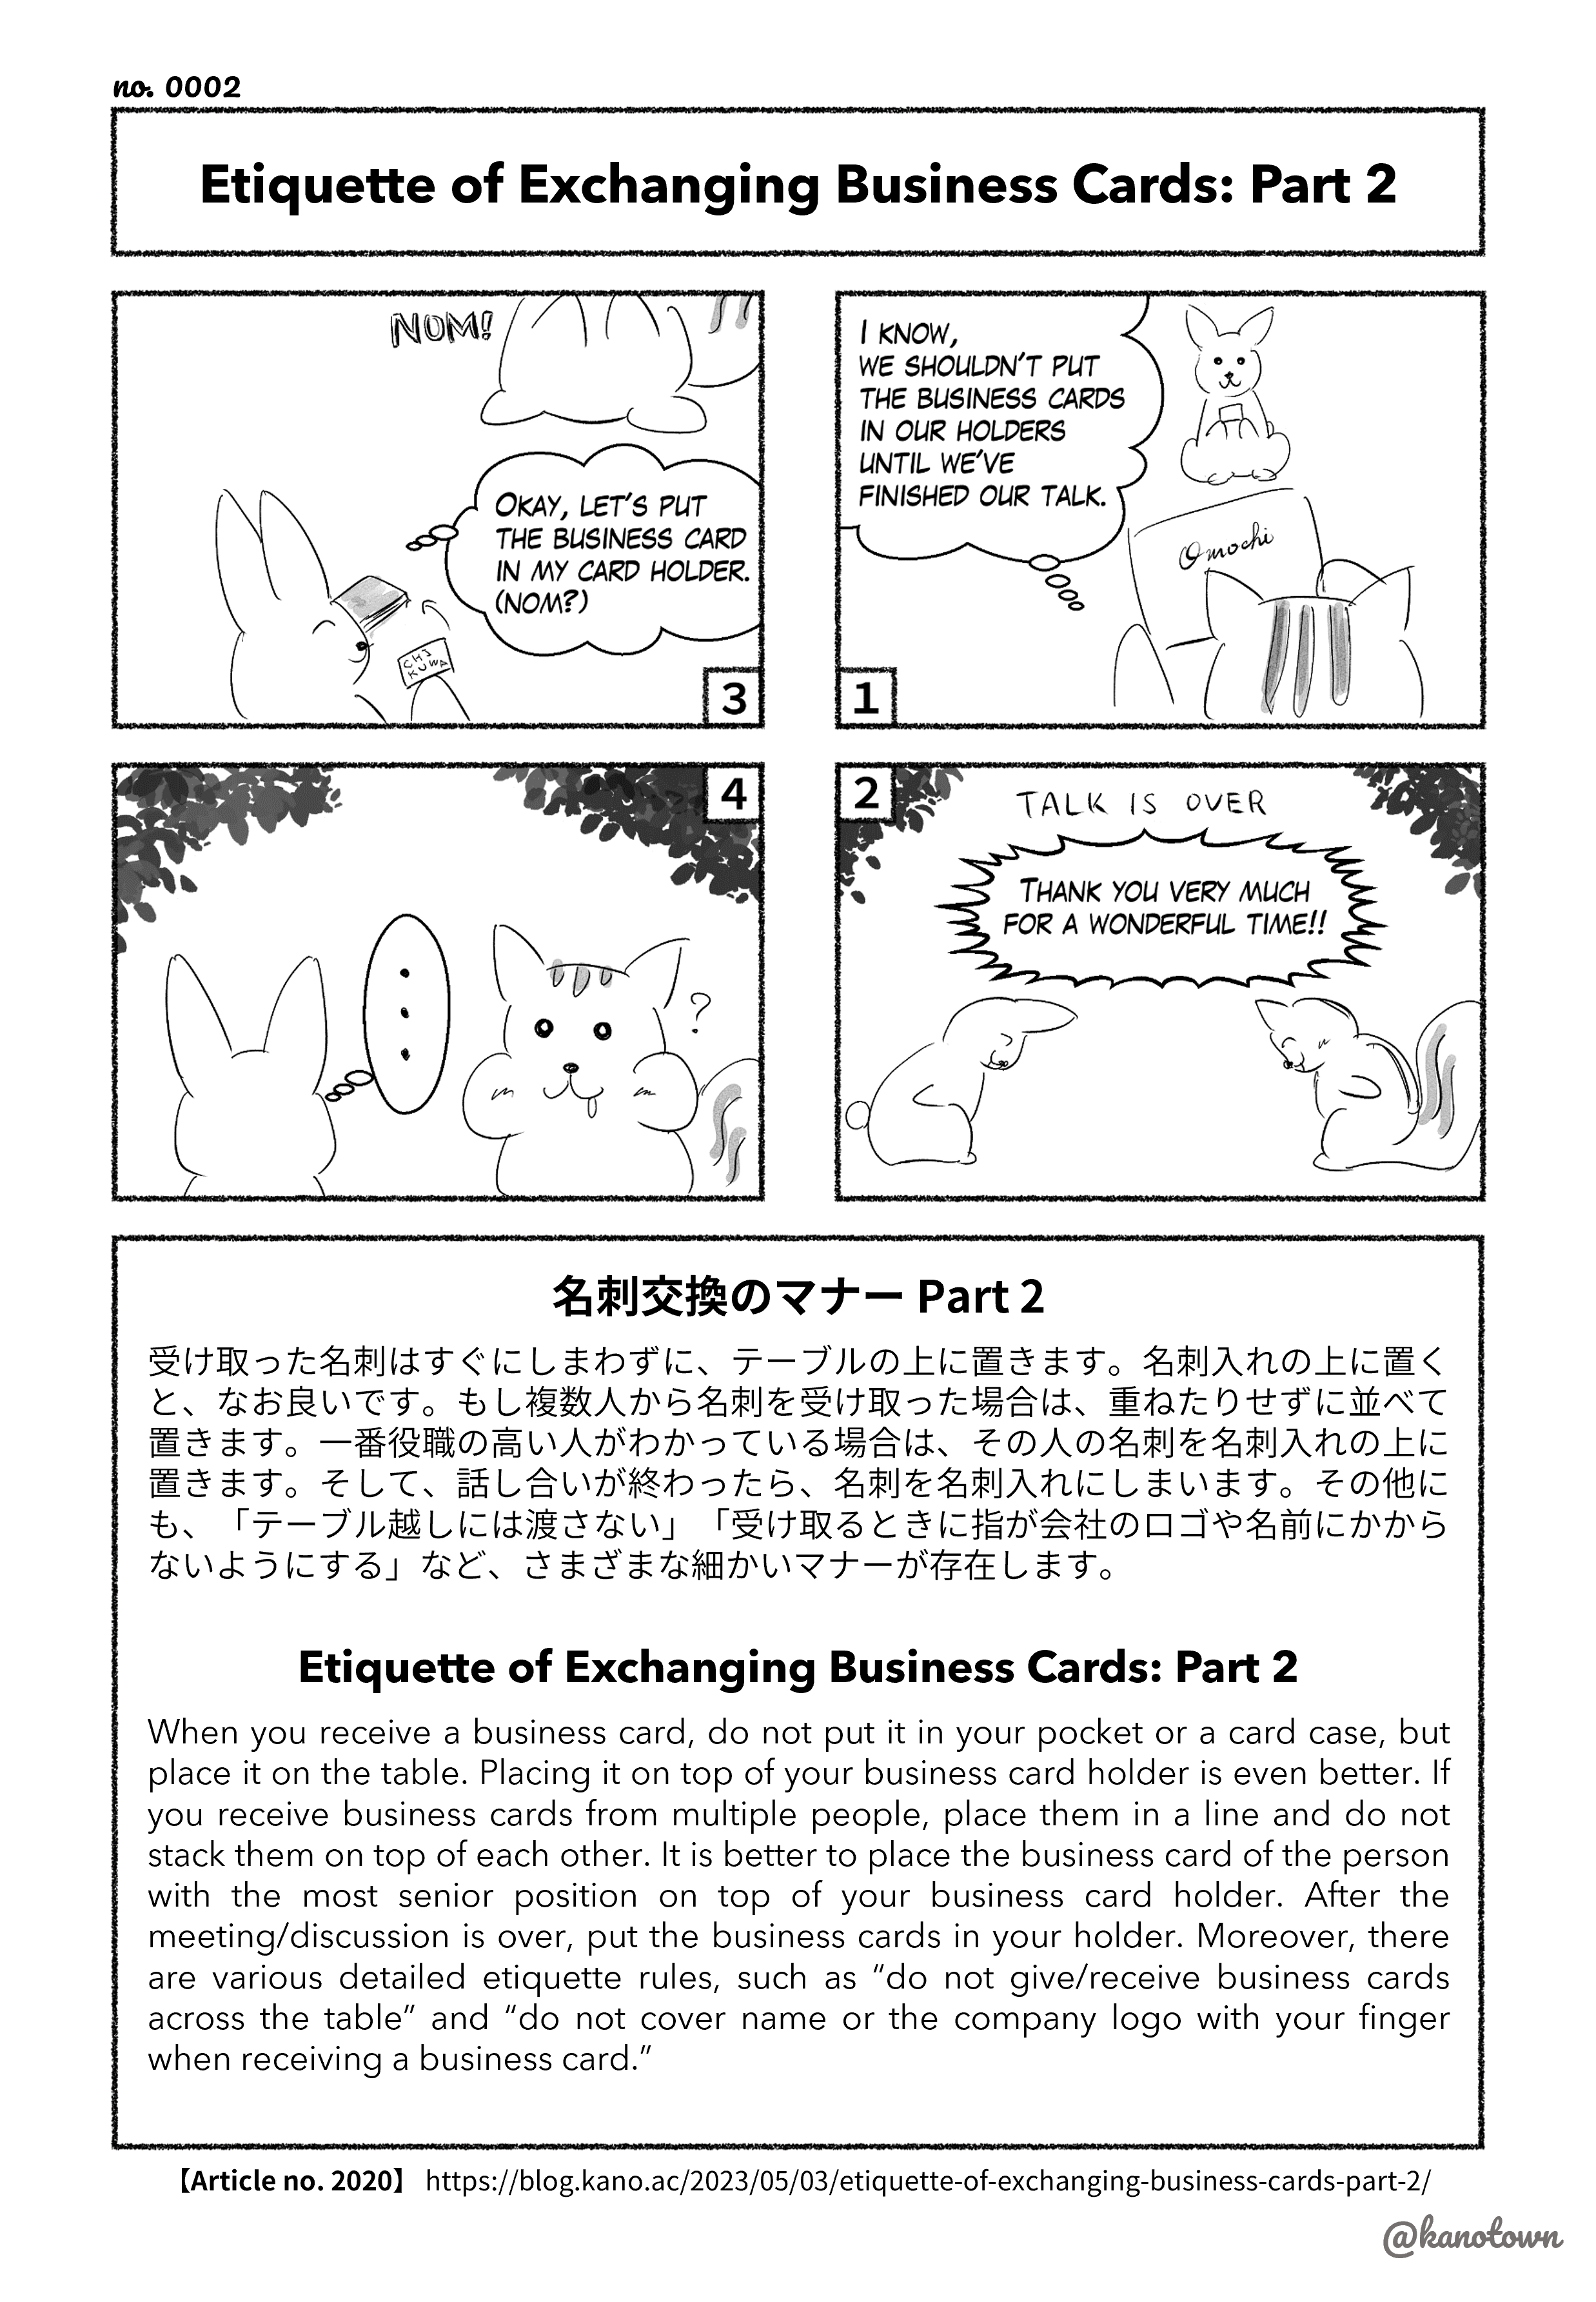 no. 0002
Etiquette of Exchanging Business Cards: Part 2
I KNOW,
WE SHOULDN'T PUT
THE BUSINESS CARDS
IN OUR HOLDERS
UNTIL WE'VE
FINISHED OUR TALK.
Omochi
1
2
TALK IS OVER
THANK YOU VERY MUCH
FOR A WONDERFUL TIME!!
NOM!
OKAY, LET'S PUT
THE BUSINESS CARD
IN MY CARD HOLDER.
(NOM?)
CHI
KUWA
3
4
?
名刺交換のマナー Part 2
受け取った名刺はすぐにしまわずに、テーブルの上に置きます。名刺入れの上に置く
と、なお良いです。もし複数人から名刺を受け取った場合は、重ねたりせずに並べて
置きます。一番役職の高い人がわかっている場合は、その人の名刺を名刺入れの上に
置きます。そして、話し合いが終わったら、名刺を名刺入れにしまいます。その他に
も、「テーブル越しには渡さない」「受け取るときに指が会社のロゴや名前にかから
ないようにする」など、さまざまな細かいマナーが存在します。
Etiquette of Exchanging Business Cards: Part 2
When you receive a business card, do not put it in your pocket or a card case, but
place it on the table. Placing it on top of your business card holder is even better. If
you receive business cards from multiple people, place them in a line and do not
stack them on top of each other. It is better to place the business card of the person
with the most senior position on top of your business card holder. After the
meeting/discussion is over, put the business cards in your holder. Moreover, there
are various detailed etiquette rules, such as “do not give/receive business cards
across the table” and “do not cover name or the company logo with your finger
when receiving a business card.”
【Article no. 2020】 https://blog.kano.ac/2023/05/03/etiquette-of-exchanging-business-cards-part-2/
@kanotown